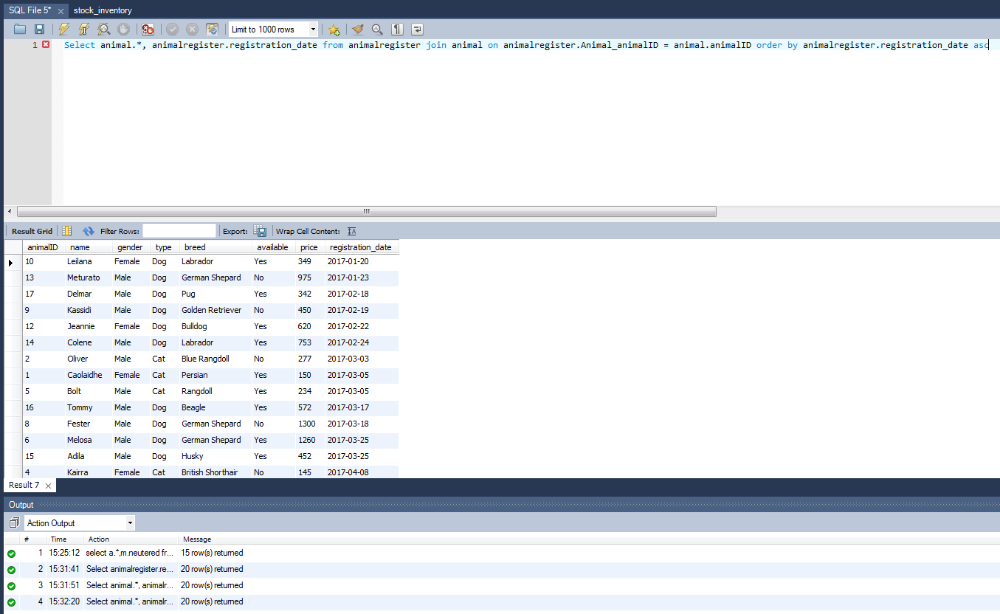 SQL File 5* stock_inventory
Limit to 1000 rows
1 Select animal.*, animalregister.registration_date from animalregister join animal on animalregister.Animal_animalID = animal.animalID order by animalregister.registration_date asc
Result Grid Filter Rows: Export: Wrap Cell Content:
animalID name gender type breed available price registration_date
10 Leilana Female Dog Labrador Yes 349 2017-01-20
13 Meturato Male Dog German Shepard No 975 2017-01-23
17 Delmar Male Dog Pug Yes 342 2017-02-18
9 Kassidi Male Dog Golden Retriever No 450 2017-02-19
12 Jeannie Female Dog Bulldog Yes 620 2017-02-22
14 Colene Male Dog Labrador Yes 753 2017-02-24
2 Oliver Male Cat Blue Rangdoll No 277 2017-03-03
1 Caolaidhe Female Cat Persian Yes 150 2017-03-05
5 Bolt Male Cat Rangdoll Yes 234 2017-03-05
16 Tommy Male Dog Beagle Yes 572 2017-03-17
8 Fester Male Dog German Shepard No 1300 2017-03-18
6 Melosa Male Dog German Shepard Yes 1260 2017-03-25
15 Adila Male Dog Husky Yes 452 2017-03-25
4 Kairra Female Cat British Shorthair No 145 2017-04-08
Result 7
Output
Action Output
# Time Action Message
1 15:25:12 select a.*,m.neutered fr... 15 row(s) returned
2 15:31:41 Select animalregister.re... 20 row(s) returned
3 15:31:51 Select animal.*, animalr... 20 row(s) returned
4 15:32:20 Select animal.*, animalr... 20 row(s) returned